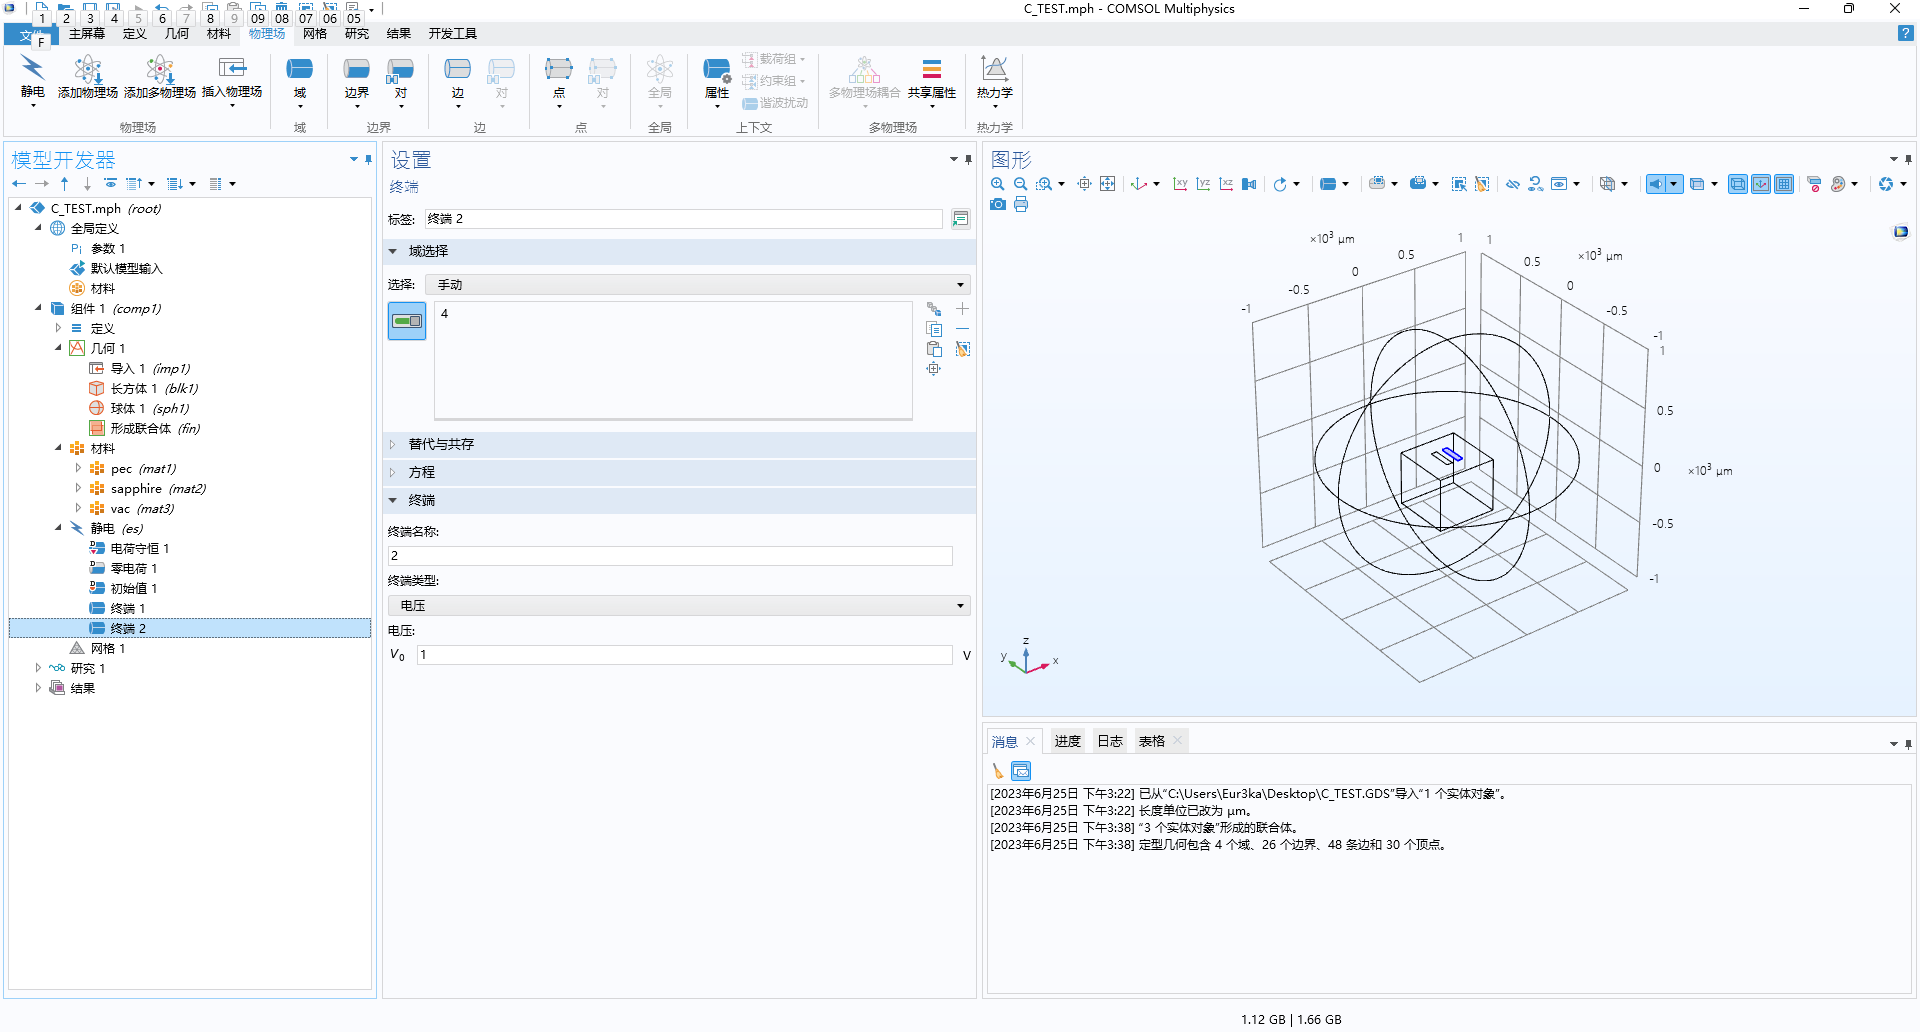 C_TEST.mph - COMSOL Multiphysics
1 2 3 4 5 6 7 8 9 09 08 07 06 05
文件 F 主屏幕 定义 几何 材料 物理场 网格 研究 结果 开发工具
静电 添加物理场 添加多物理场 插入物理场 域 边界 对 边 对 点 对 全局 属性 多物理场耦合 共享属性 热力学
载荷组
约束组
谐波扰动
物理场 域 边界 边 点 全局 上下文 多物理场 热力学
模型开发器
C_TEST.mph (root)
全局定义
Pi 参数 1
默认模型输入
材料
组件 1 (comp1)
定义
几何 1
导入 1 (imp1)
长方体 1 (blk1)
球体 1 (sph1)
形成联合体 (fin)
材料
pec (mat1)
sapphire (mat2)
vac (mat3)
静电 (es)
电荷守恒 1
零电荷 1
初始值 1
终端 1
终端 2
网格 1
研究 1
结果
设置
终端
标签: 终端 2
域选择
选择: 手动
4
替代与共存
方程
终端
终端名称:
2
终端类型:
电压
电压:
V0 1 V
图形
xy yz xz
×10³ µm 1 1
0.5 0.5 ×10³ µm
0 0
-0.5 -0.5
-1 -1
1
0.5
0 ×10³ µm
-0.5
-1
z
y x
消息 进度 日志 表格
[2023年6月25日 下午3:22] 已从“C:\Users\Eur3ka\Desktop\C_TEST.GDS”导入“1 个实体对象”。
[2023年6月25日 下午3:22] 长度单位已改为 µm。
[2023年6月25日 下午3:38] “3 个实体对象”形成的联合体。
[2023年6月25日 下午3:38] 定型几何包含 4 个域、26 个边界、48 条边和 30 个顶点。
1.12 GB | 1.66 GB